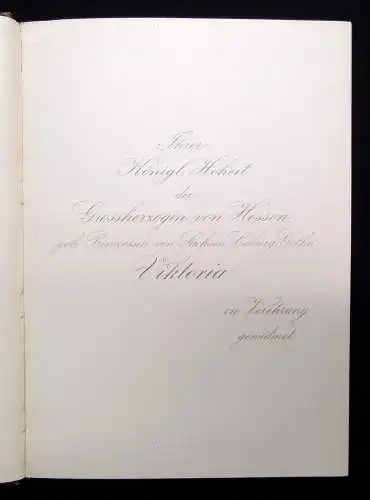 Ihrer
Königl. Hoheit
der
Grossherzogin von Hessen,
geb. Prinzessin von Sachsen Coburg Gotha
Viktoria
in Verehrung
gewidmet